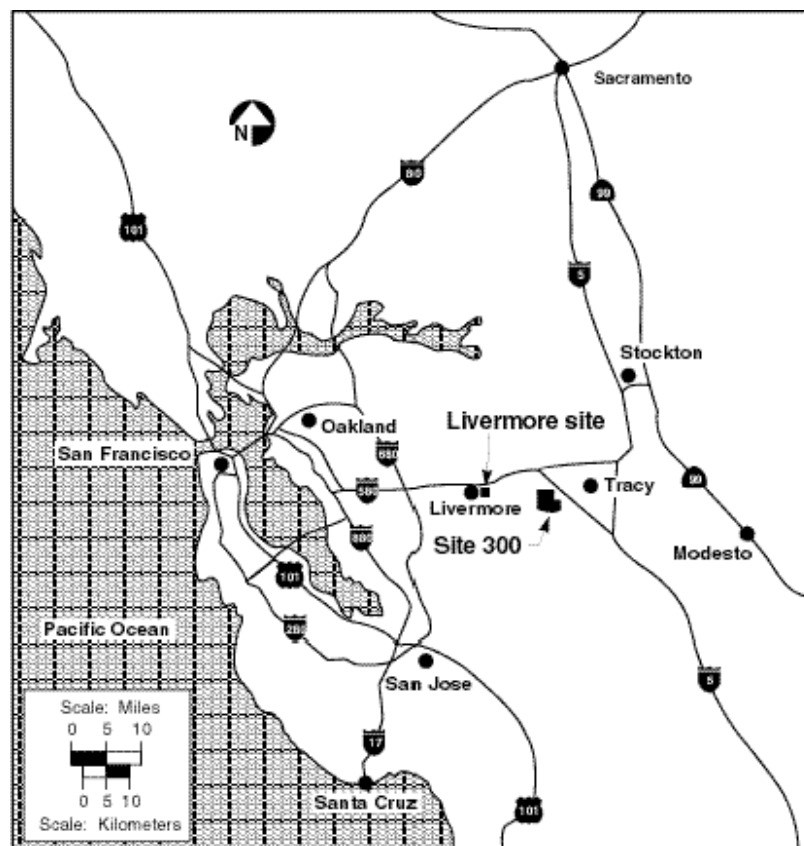 Sacramento
N
80
99
101
5
Stockton
Oakland
Livermore site
San Francisco
680
580
Livermore
Tracy
99
880
Site 300
Modesto
101
Pacific Ocean
280
San Jose
5
Scale: Miles
0 5 10
17
0 5 10
Scale: Kilometers
Santa Cruz
101